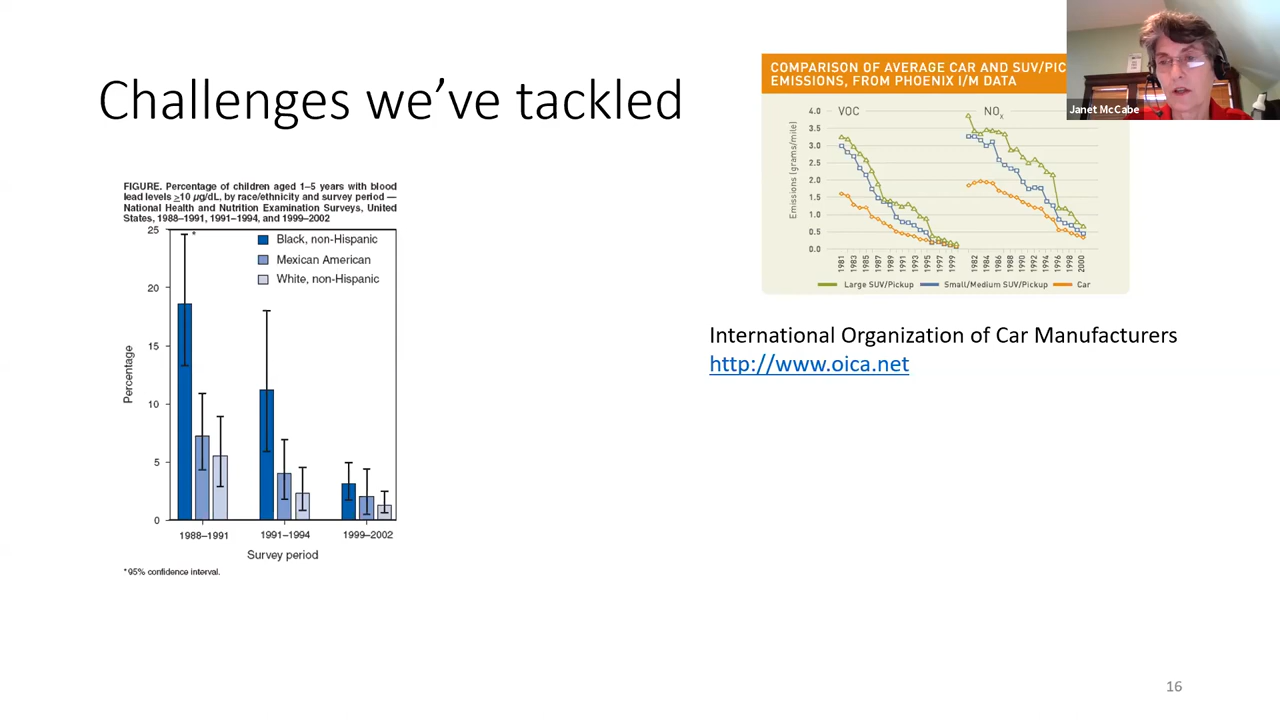 Challenges we've tackled
FIGURE. Percentage of children aged 1–5 years with blood
lead levels ≥10 µg/dL, by race/ethnicity and survey period —
National Health and Nutrition Examination Surveys, United
States, 1988–1991, 1991–1994, and 1999–2002
25
20
15
10
5
0
Percentage
*
Black, non-Hispanic
Mexican American
White, non-Hispanic
1988–1991
1991–1994
1999–2002
Survey period
*95% confidence interval.
COMPARISON OF AVERAGE CAR AND SUV/PIC
EMISSIONS, FROM PHOENIX I/M DATA
VOC
NOx
4.0
3.5
3.0
2.5
2.0
1.5
1.0
0.5
0.0
Emissions (grams/mile)
1981
1983
1985
1987
1989
1991
1993
1995
1997
1999
1982
1984
1986
1988
1990
1992
1994
1996
1998
2000
Large SUV/Pickup
Small/Medium SUV/Pickup
Car
Janet McCabe
International Organization of Car Manufacturers
http://www.oica.net
16